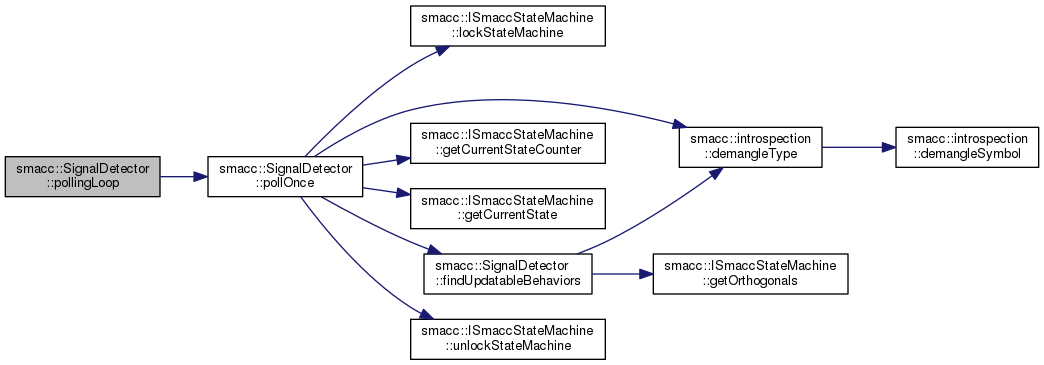 smacc::SignalDetector
::pollingLoop
smacc::SignalDetector
::pollOnce
smacc::ISmaccStateMachine
::lockStateMachine
smacc::ISmaccStateMachine
::getCurrentStateCounter
smacc::ISmaccStateMachine
::getCurrentState
smacc::SignalDetector
::findUpdatableBehaviors
smacc::ISmaccStateMachine
::unlockStateMachine
smacc::introspection
::demangleType
smacc::ISmaccStateMachine
::getOrthogonals
smacc::introspection
::demangleSymbol